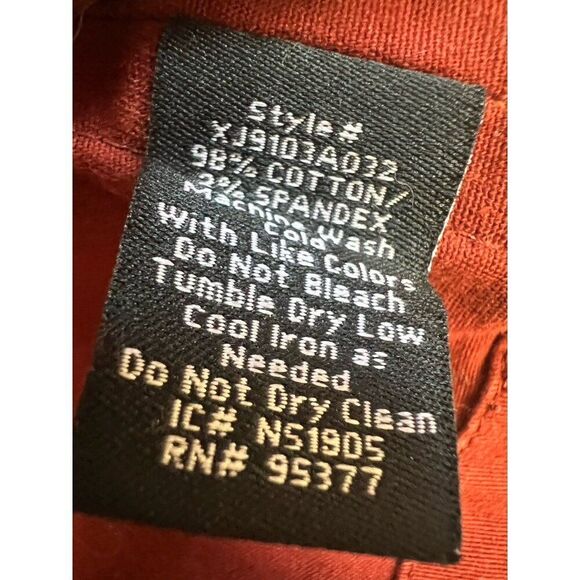 Style #
XJ9103A032
98% COTTON/
2% SPANDEX
Machine Wash
Cold
With Like Colors
Do Not Bleach
Tumble Dry Low
Cool Iron as
Needed
Do Not Dry Clean
IC# N519D5
RN# 95377